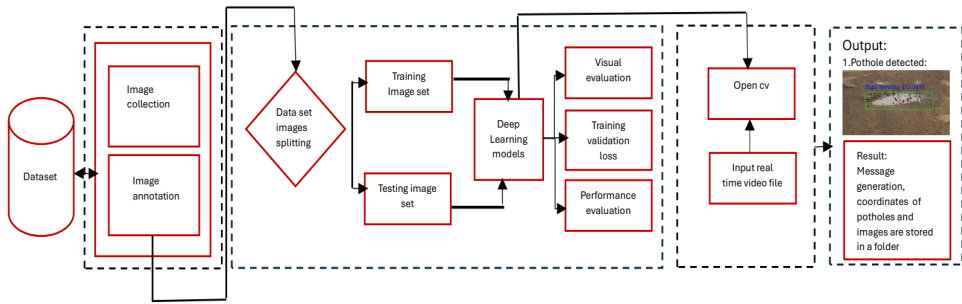 Dataset
Image
collection
Image
annotation
Data set
images
splitting
Training
Image set
Testing image
set
Deep
Learning
models
Visual
evaluation
Training
validation
loss
Performance
evaluation
Open cv
Input real
time video file
Output:
1.Pothole detected:
Result:
Message
generation,
coordinates of
potholes and
images are stored
in a folder